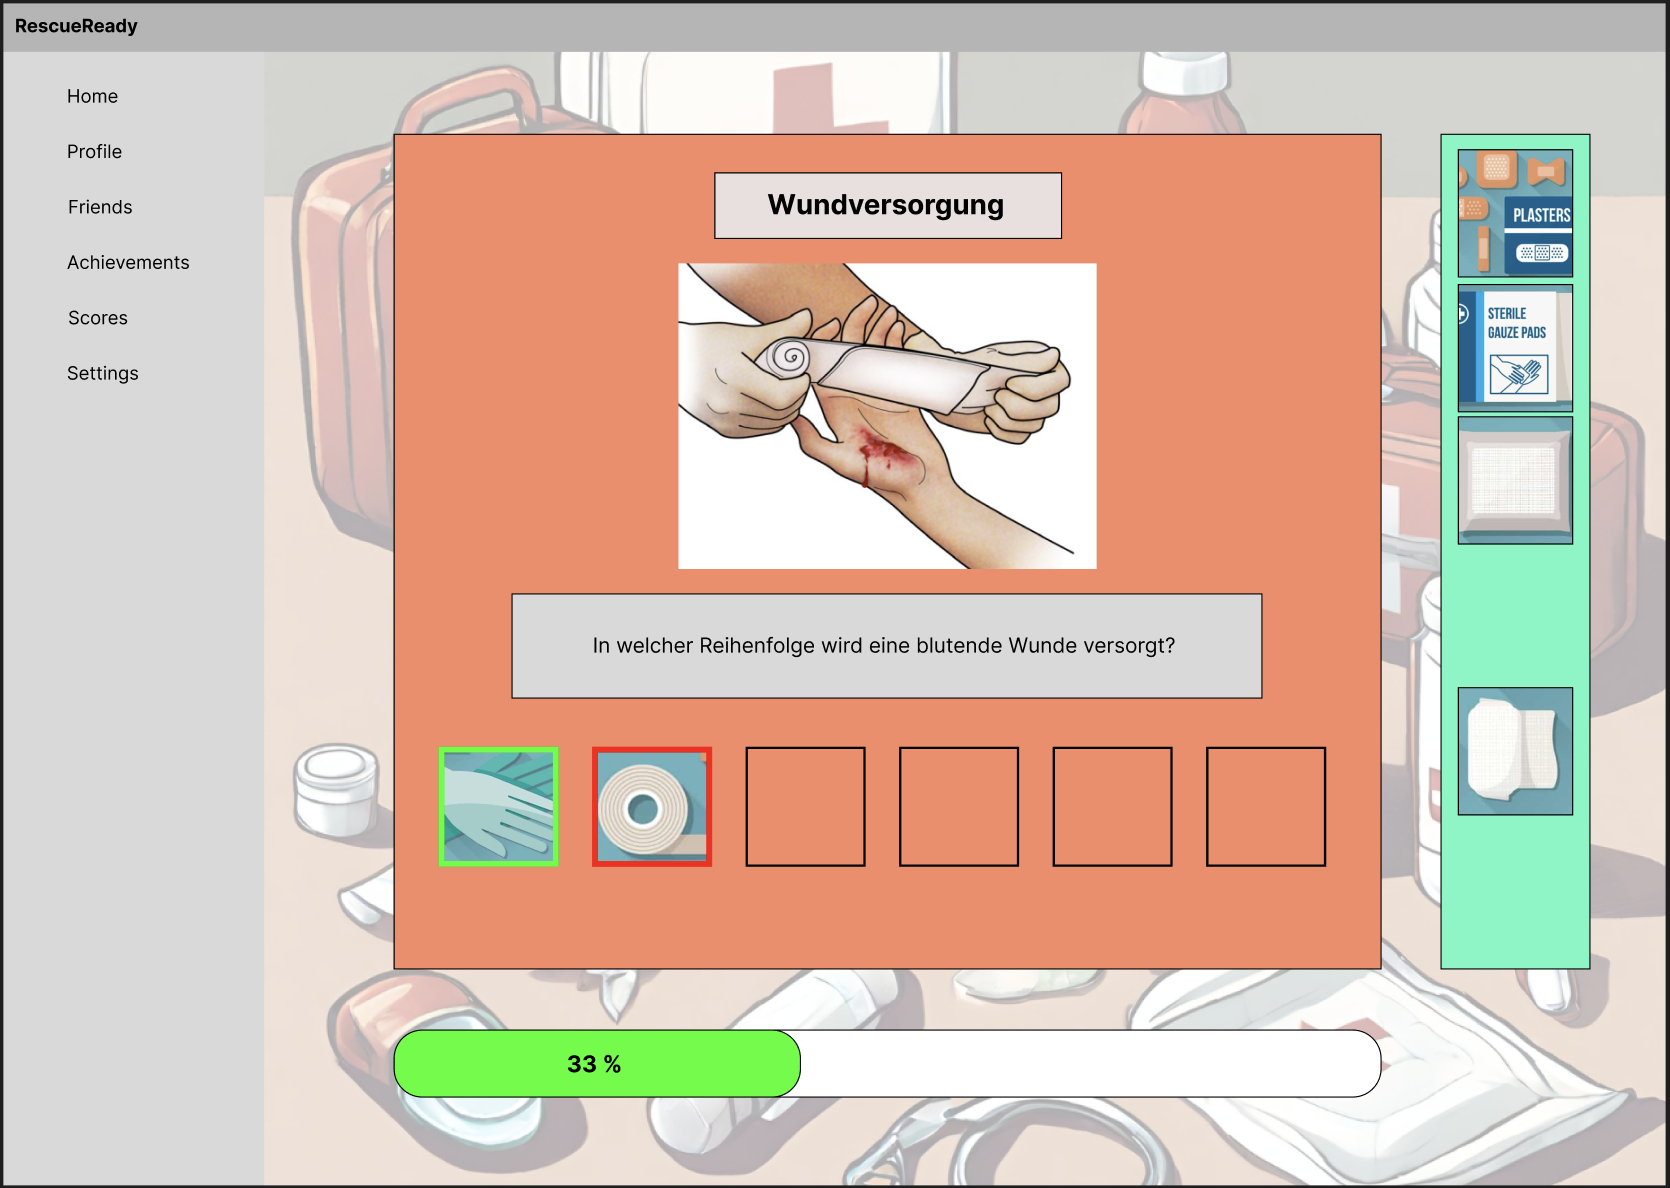 RescueReady
Home
Profile
Friends
Achievements
Scores
Settings
Wundversorgung
In welcher Reihenfolge wird eine blutende Wunde versorgt?
PLASTERS
STERILE
GAUZE PADS
33 %